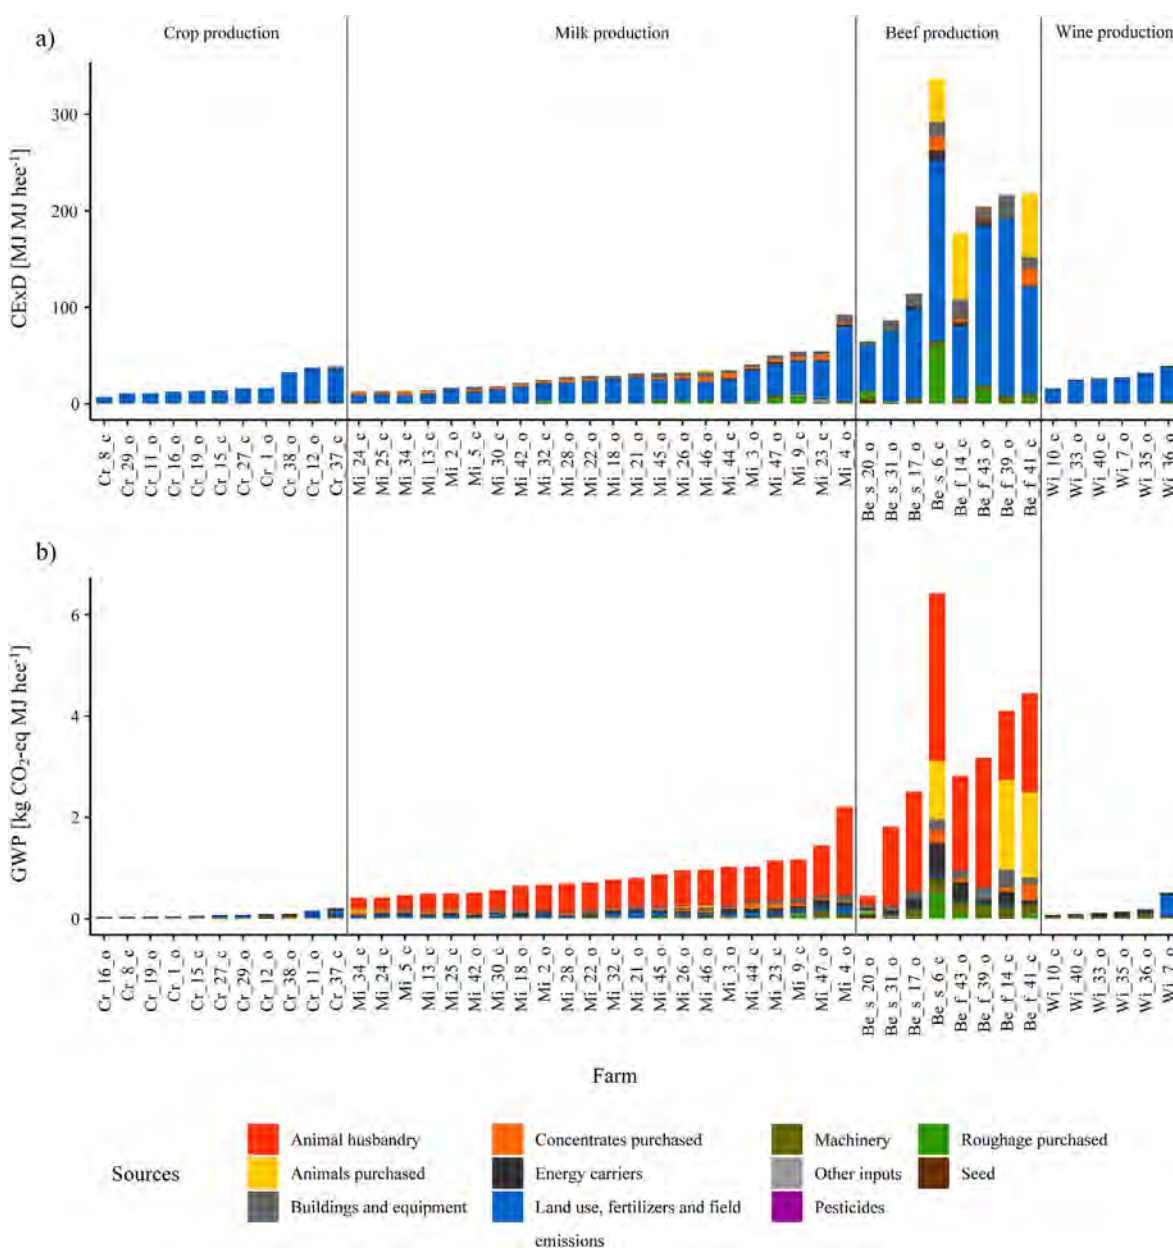 a)
Crop production
Milk production
Beef production
Wine production
CExD [MJ MJ hee⁻¹]
300
200
100
0
Cr_8_c
Cr_29_o
Cr_11_o
Cr_16_o
Cr_19_o
Cr_15_c
Cr_27_c
Cr_1_o
Cr_38_o
Cr_12_o
Cr_37_c
Mi_24_c
Mi_25_c
Mi_34_c
Mi_13_c
Mi_2_o
Mi_5_c
Mi_30_c
Mi_42_o
Mi_32_c
Mi_28_o
Mi_22_o
Mi_18_o
Mi_21_o
Mi_45_o
Mi_26_o
Mi_46_o
Mi_44_c
Mi_3_o
Mi_47_o
Mi_9_c
Mi_23_c
Mi_4_o
Be_s_20_o
Be_s_31_o
Be_s_17_o
Be_s_6_c
Be_f_14_c
Be_f_43_o
Be_f_39_o
Be_f_41_c
Wi_10_c
Wi_33_o
Wi_40_c
Wi_7_o
Wi_35_o
Wi_36_o
b)
GWP [kg CO₂-eq MJ hee⁻¹]
6
4
2
0
Cr_16_o
Cr_8_c
Cr_19_o
Cr_1_o
Cr_15_c
Cr_27_c
Cr_29_o
Cr_12_o
Cr_38_o
Cr_11_o
Cr_37_c
Mi_34_c
Mi_24_c
Mi_5_c
Mi_13_c
Mi_25_c
Mi_42_o
Mi_30_c
Mi_18_o
Mi_2_o
Mi_28_o
Mi_22_o
Mi_32_c
Mi_21_o
Mi_45_o
Mi_26_o
Mi_46_o
Mi_3_o
Mi_44_c
Mi_23_c
Mi_9_c
Mi_47_o
Mi_4_o
Be_s_20_o
Be_s_31_o
Be_s_17_o
Be_s_6_c
Be_f_43_o
Be_f_39_o
Be_f_14_c
Be_f_41_c
Wi_10_c
Wi_40_c
Wi_33_o
Wi_35_o
Wi_36_o
Wi_7_o
Farm
Sources
Animal husbandry
Animals purchased
Buildings and equipment
Concentrates purchased
Energy carriers
Land use, fertilizers and field
emissions
Machinery
Other inputs
Pesticides
Roughage purchased
Seed